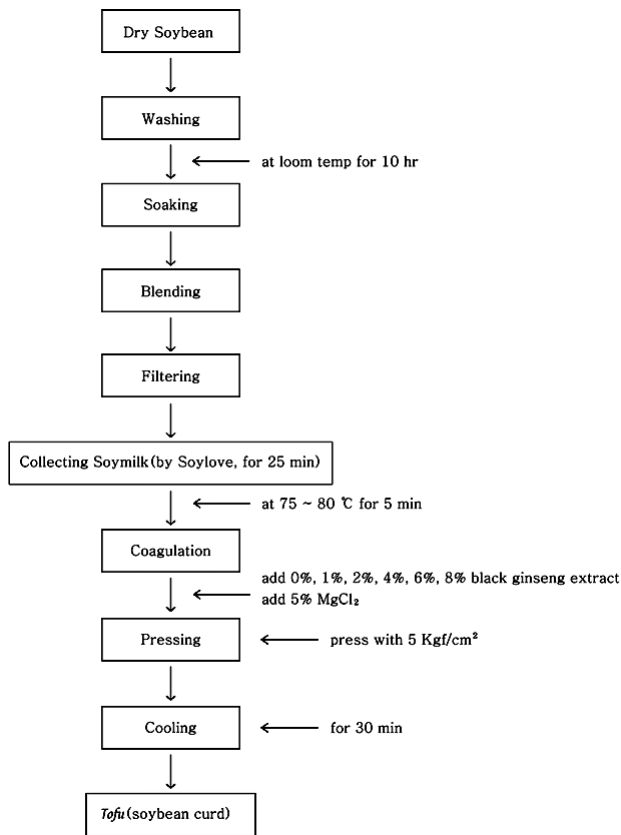 Dry Soybean
Washing
at loom temp for 10 hr
Soaking
Blending
Filtering
Collecting Soymilk(by Soylove, for 25 min)
at 75 ~ 80 ℃ for 5 min
Coagulation
add 0%, 1%, 2%, 4%, 6%, 8% black ginseng extract
add 5% MgCl₂
Pressing
press with 5 Kgf/cm²
Cooling
for 30 min
Tofu(soybean curd)